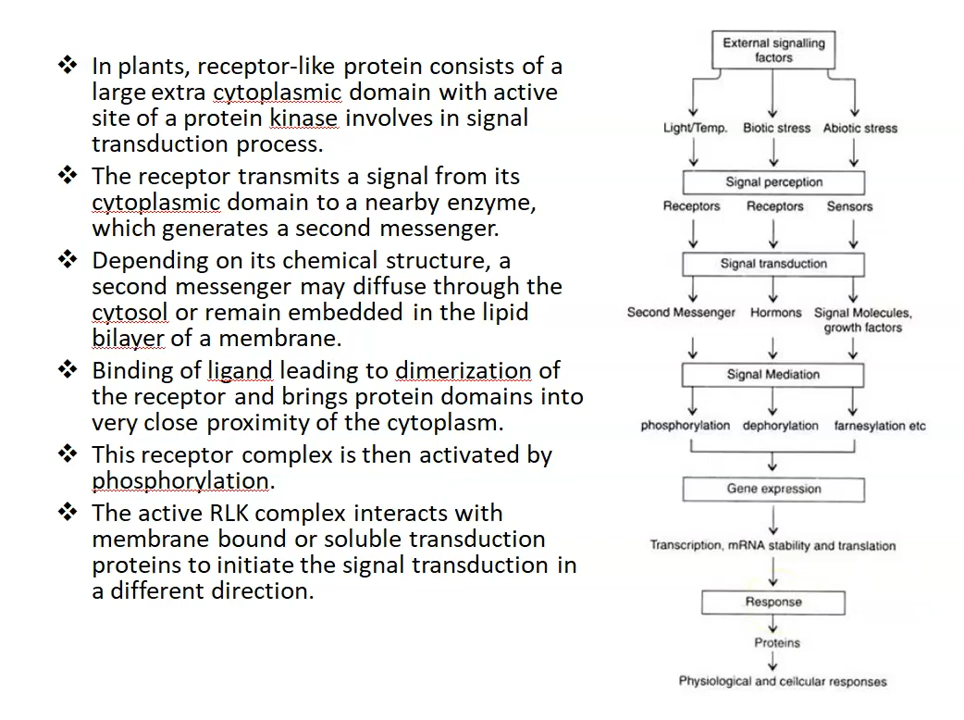 ❖ In plants, receptor-like protein consists of a
large extra cytoplasmic domain with active
site of a protein kinase involves in signal
transduction process.
❖ The receptor transmits a signal from its
cytoplasmic domain to a nearby enzyme,
which generates a second messenger.
❖ Depending on its chemical structure, a
second messenger may diffuse through the
cytosol or remain embedded in the lipid
bilayer of a membrane.
❖ Binding of ligand leading to dimerization of
the receptor and brings protein domains into
very close proximity of the cytoplasm.
❖ This receptor complex is then activated by
phosphorylation.
❖ The active RLK complex interacts with
membrane bound or soluble transduction
proteins to initiate the signal transduction in
a different direction.
External signalling
factors
Light/Temp. Biotic stress Abiotic stress
Signal perception
Receptors Receptors Sensors
Signal transduction
Second Messenger Hormons Signal Molecules,
growth factors
Signal Mediation
phosphorylation dephorylation farnesylation etc
Gene expression
Transcription, mRNA stability and translation
Response
Proteins
Physiological and ceilcular responses